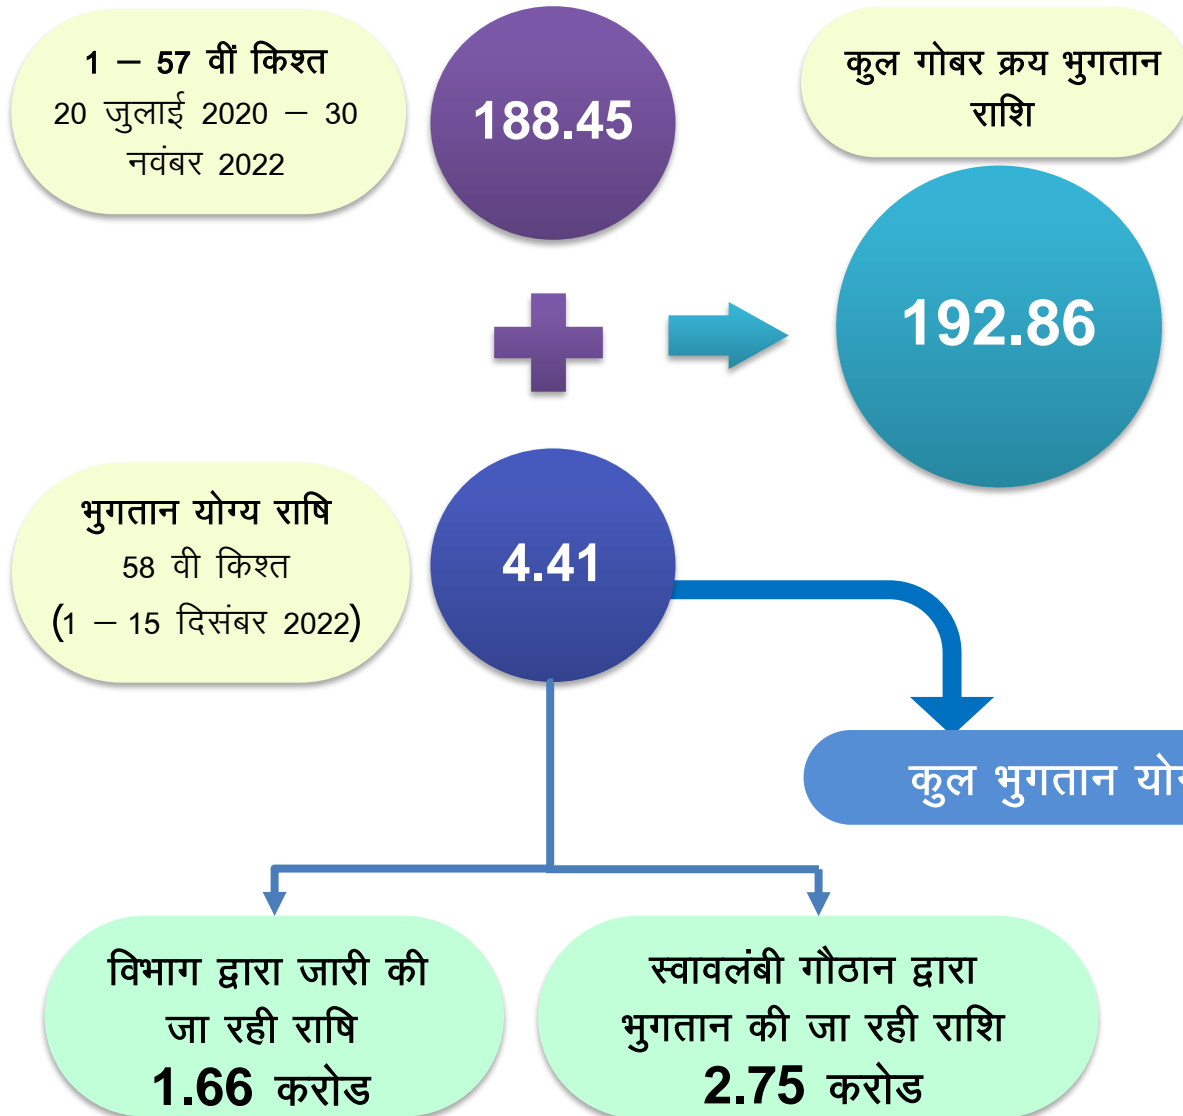 1 – 57 वीं किश्त
20 जुलाई 2020 – 30
नवंबर 2022
188.45
कुल गोबर क्रय भुगतान
राशि
192.86
भुगतान योग्य राषि
58 वी किश्त
(1 – 15 दिसंबर 2022)
4.41
कुल भुगतान
विभाग द्वारा जारी की
जा रही राषि
1.66 करोड
स्वावलंबी गौठान द्वारा
भुगतान की जा रही राशि
2.75 करोड